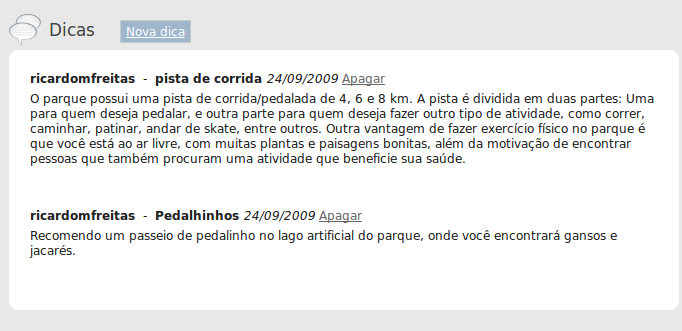 Dicas Nova dica
ricardomfreitas - pista de corrida 24/09/2009 Apagar
O parque possui uma pista de corrida/pedalada de 4, 6 e 8 km. A pista é dividida em duas partes: Uma
para quem deseja pedalar, e outra parte para quem deseja fazer outro tipo de atividade, como correr,
caminhar, patinar, andar de skate, entre outros. Outra vantagem de fazer exercício físico no parque é
que você está ao ar livre, com muitas plantas e paisagens bonitas, além da motivação de encontrar
pessoas que também procuram uma atividade que beneficie sua saúde.
ricardomfreitas - Pedalhinhos 24/09/2009 Apagar
Recomendo um passeio de pedalinho no lago artificial do parque, onde você encontrará gansos e
jacarés.